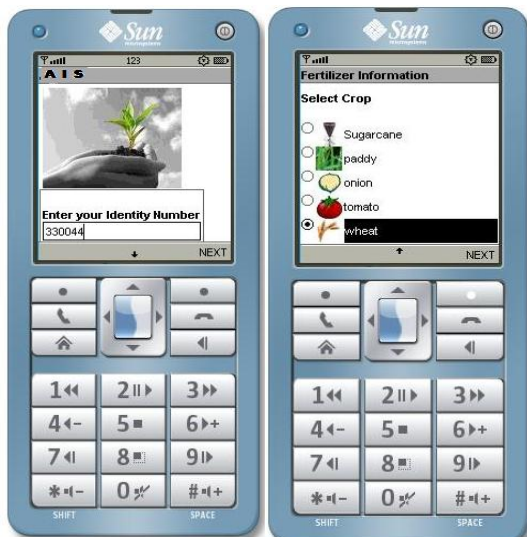 Sun
microsystems
123
A I S
Enter your Identity Number
330044
NEXT
1
2
3
4 -
5
6 +
7
8
9
* -
0
# +
SHIFT
SPACE
Sun
microsystems
Fertilizer Information
Select Crop
Sugarcane
paddy
onion
tomato
wheat
NEXT
1
2
3
4 -
5
6 +
7
8
9
* -
0
# +
SHIFT
SPACE